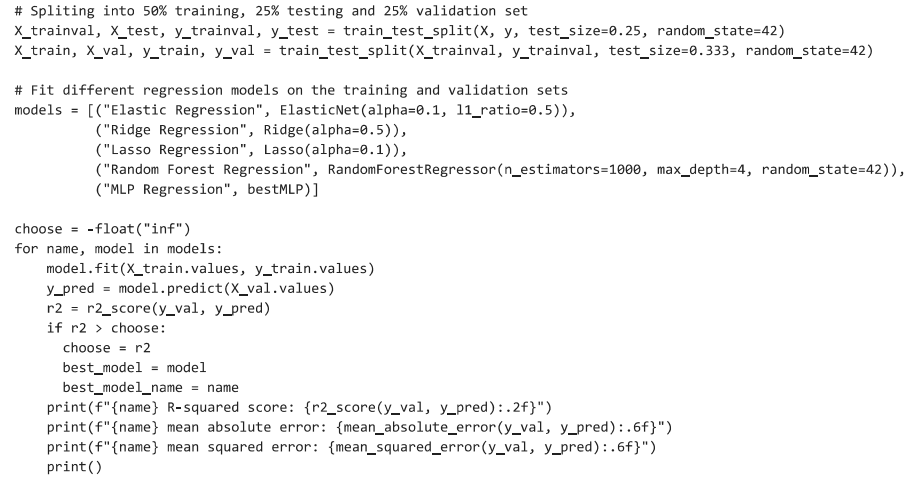 # Spliting into 50% training, 25% testing and 25% validation set
X_trainval, X_test, y_trainval, y_test = train_test_split(X, y, test_size=0.25, random_state=42)
X_train, X_val, y_train, y_val = train_test_split(X_trainval, y_trainval, test_size=0.333, random_state=42)

# Fit different regression models on the training and validation sets
models = [("Elastic Regression", ElasticNet(alpha=0.1, l1_ratio=0.5)),
          ("Ridge Regression", Ridge(alpha=0.5)),
          ("Lasso Regression", Lasso(alpha=0.1)),
          ("Random Forest Regression", RandomForestRegressor(n_estimators=1000, max_depth=4, random_state=42)),
          ("MLP Regression", bestMLP)]

choose = -float("inf")
for name, model in models:
    model.fit(X_train.values, y_train.values)
    y_pred = model.predict(X_val.values)
    r2 = r2_score(y_val, y_pred)
    if r2 > choose:
      choose = r2
      best_model = model
      best_model_name = name
    print(f"{name} R-squared score: {r2_score(y_val, y_pred):.2f}")
    print(f"{name} mean absolute error: {mean_absolute_error(y_val, y_pred):.6f}")
    print(f"{name} mean squared error: {mean_squared_error(y_val, y_pred):.6f}")
    print()